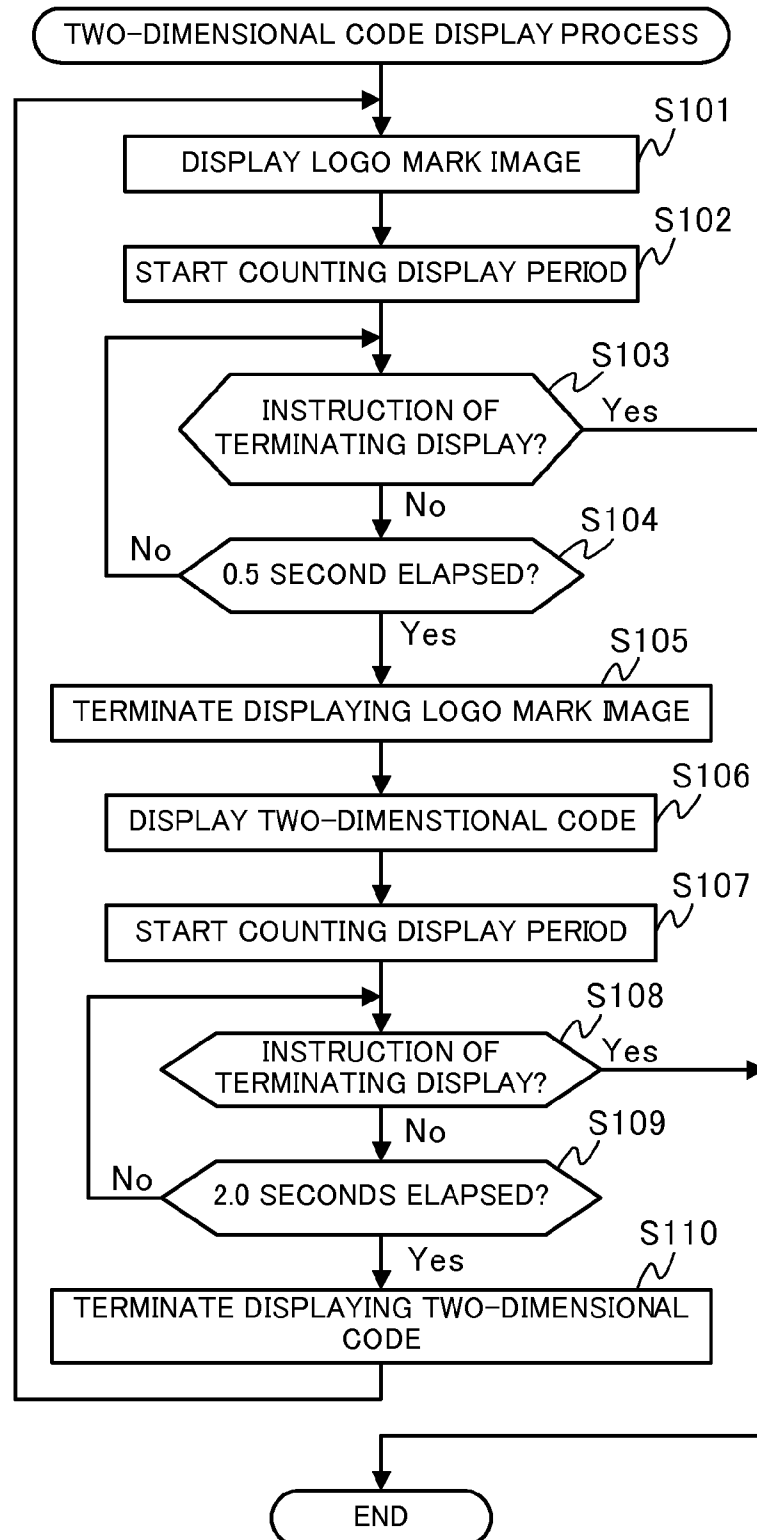 TWO-DIMENSIONAL CODE DISPLAY PROCESS
S101
DISPLAY LOGO MARK IMAGE
S102
START COUNTING DISPLAY PERIOD
S103
INSTRUCTION OF
TERMINATING DISPLAY?
Yes
No
S104
No
0.5 SECOND ELAPSED?
Yes
S105
TERMINATE DISPLAYING LOGO MARK IMAGE
S106
DISPLAY TWO-DIMENSTIONAL CODE
S107
START COUNTING DISPLAY PERIOD
S108
INSTRUCTION OF
TERMINATING DISPLAY?
Yes
No
S109
No
2.0 SECONDS ELAPSED?
Yes
S110
TERMINATE DISPLAYING TWO-DIMENSIONAL
CODE
END